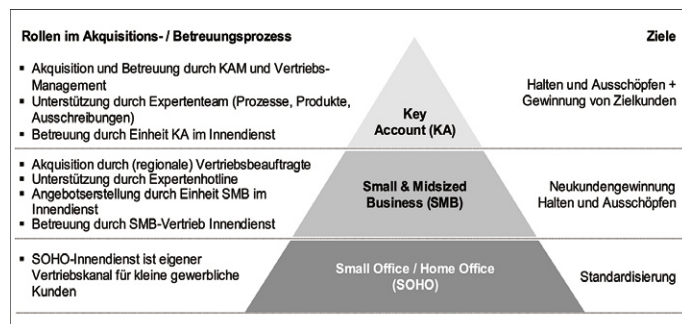 Rollen im Akquisitions- / Betreuungsprozess
Ziele
▪ Akquisition und Betreuung durch KAM und Vertriebs-
Management
▪ Unterstützung durch Expertenteam (Prozesse, Produkte,
Ausschreibungen)
▪ Betreuung durch Einheit KA im Innendienst
Key
Account (KA)
Halten und Ausschöpfen +
Gewinnung von Zielkunden
▪ Akquisition durch (regionale) Vertriebsbeauftragte
▪ Unterstützung durch Expertenhotline
▪ Angebotserstellung durch Einheit SMB im
Innendienst
▪ Betreuung durch SMB-Vertrieb Innendienst
Small & Midsized
Business (SMB)
Neukundengewinnung
Halten und Ausschöpfen
▪ SOHO-Innendienst ist eigener
Vertriebskanal für kleine gewerbliche
Kunden
Small Office / Home Office
(SOHO)
Standardisierung